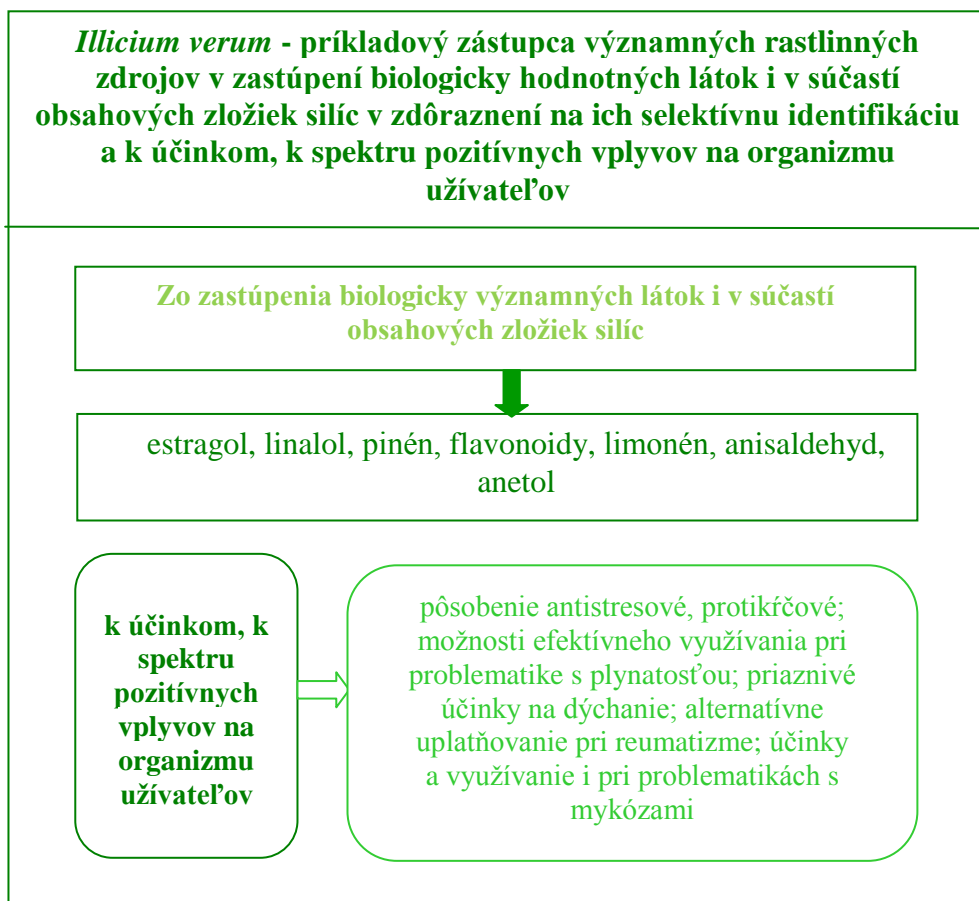 Illicium verum - príkladový zástupca významných rastlinných
zdrojov v zastúpení biologicky hodnotných látok i v súčastí
obsahových zložiek silíc v zdôraznení na ich selektívnu identifikáciu
a k účinkom, k spektru pozitívnych vplyvov na organizmu
užívateľov
Zo zastúpenia biologicky významných látok i v súčastí
obsahových zložiek silíc
estragol, linalol, pinén, flavonoidy, limonén, anisaldehyd,
anetol
k účinkom, k
spektru
pozitívnych
vplyvov na
organizmu
užívateľov
pôsobenie antistresové, protikŕčové;
možnosti efektívneho využívania pri
problematike s plynatosťou; priaznivé
účinky na dýchanie; alternatívne
uplatňovanie pri reumatizme; účinky
a využívanie i pri problematikách s
mykózami